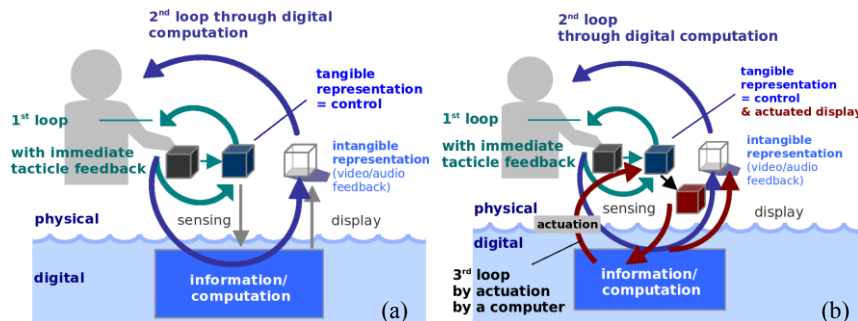 2nd loop through digital
computation
tangible
representation
= control
1st loop
with immediate
tacticle feedback
intangible
representation
(video/audio
feedback)
sensing
display
physical
digital
information/
computation
(a)
2nd loop
through digital computation
tangible
representation
= control
& actuated display
1st loop
with immediate
tacticle feedback
intangible
representation
(video/audio
feedback)
physical
actuation
sensing
display
digital
3rd loop
by actuation
by a computer
information/
computation
(b)